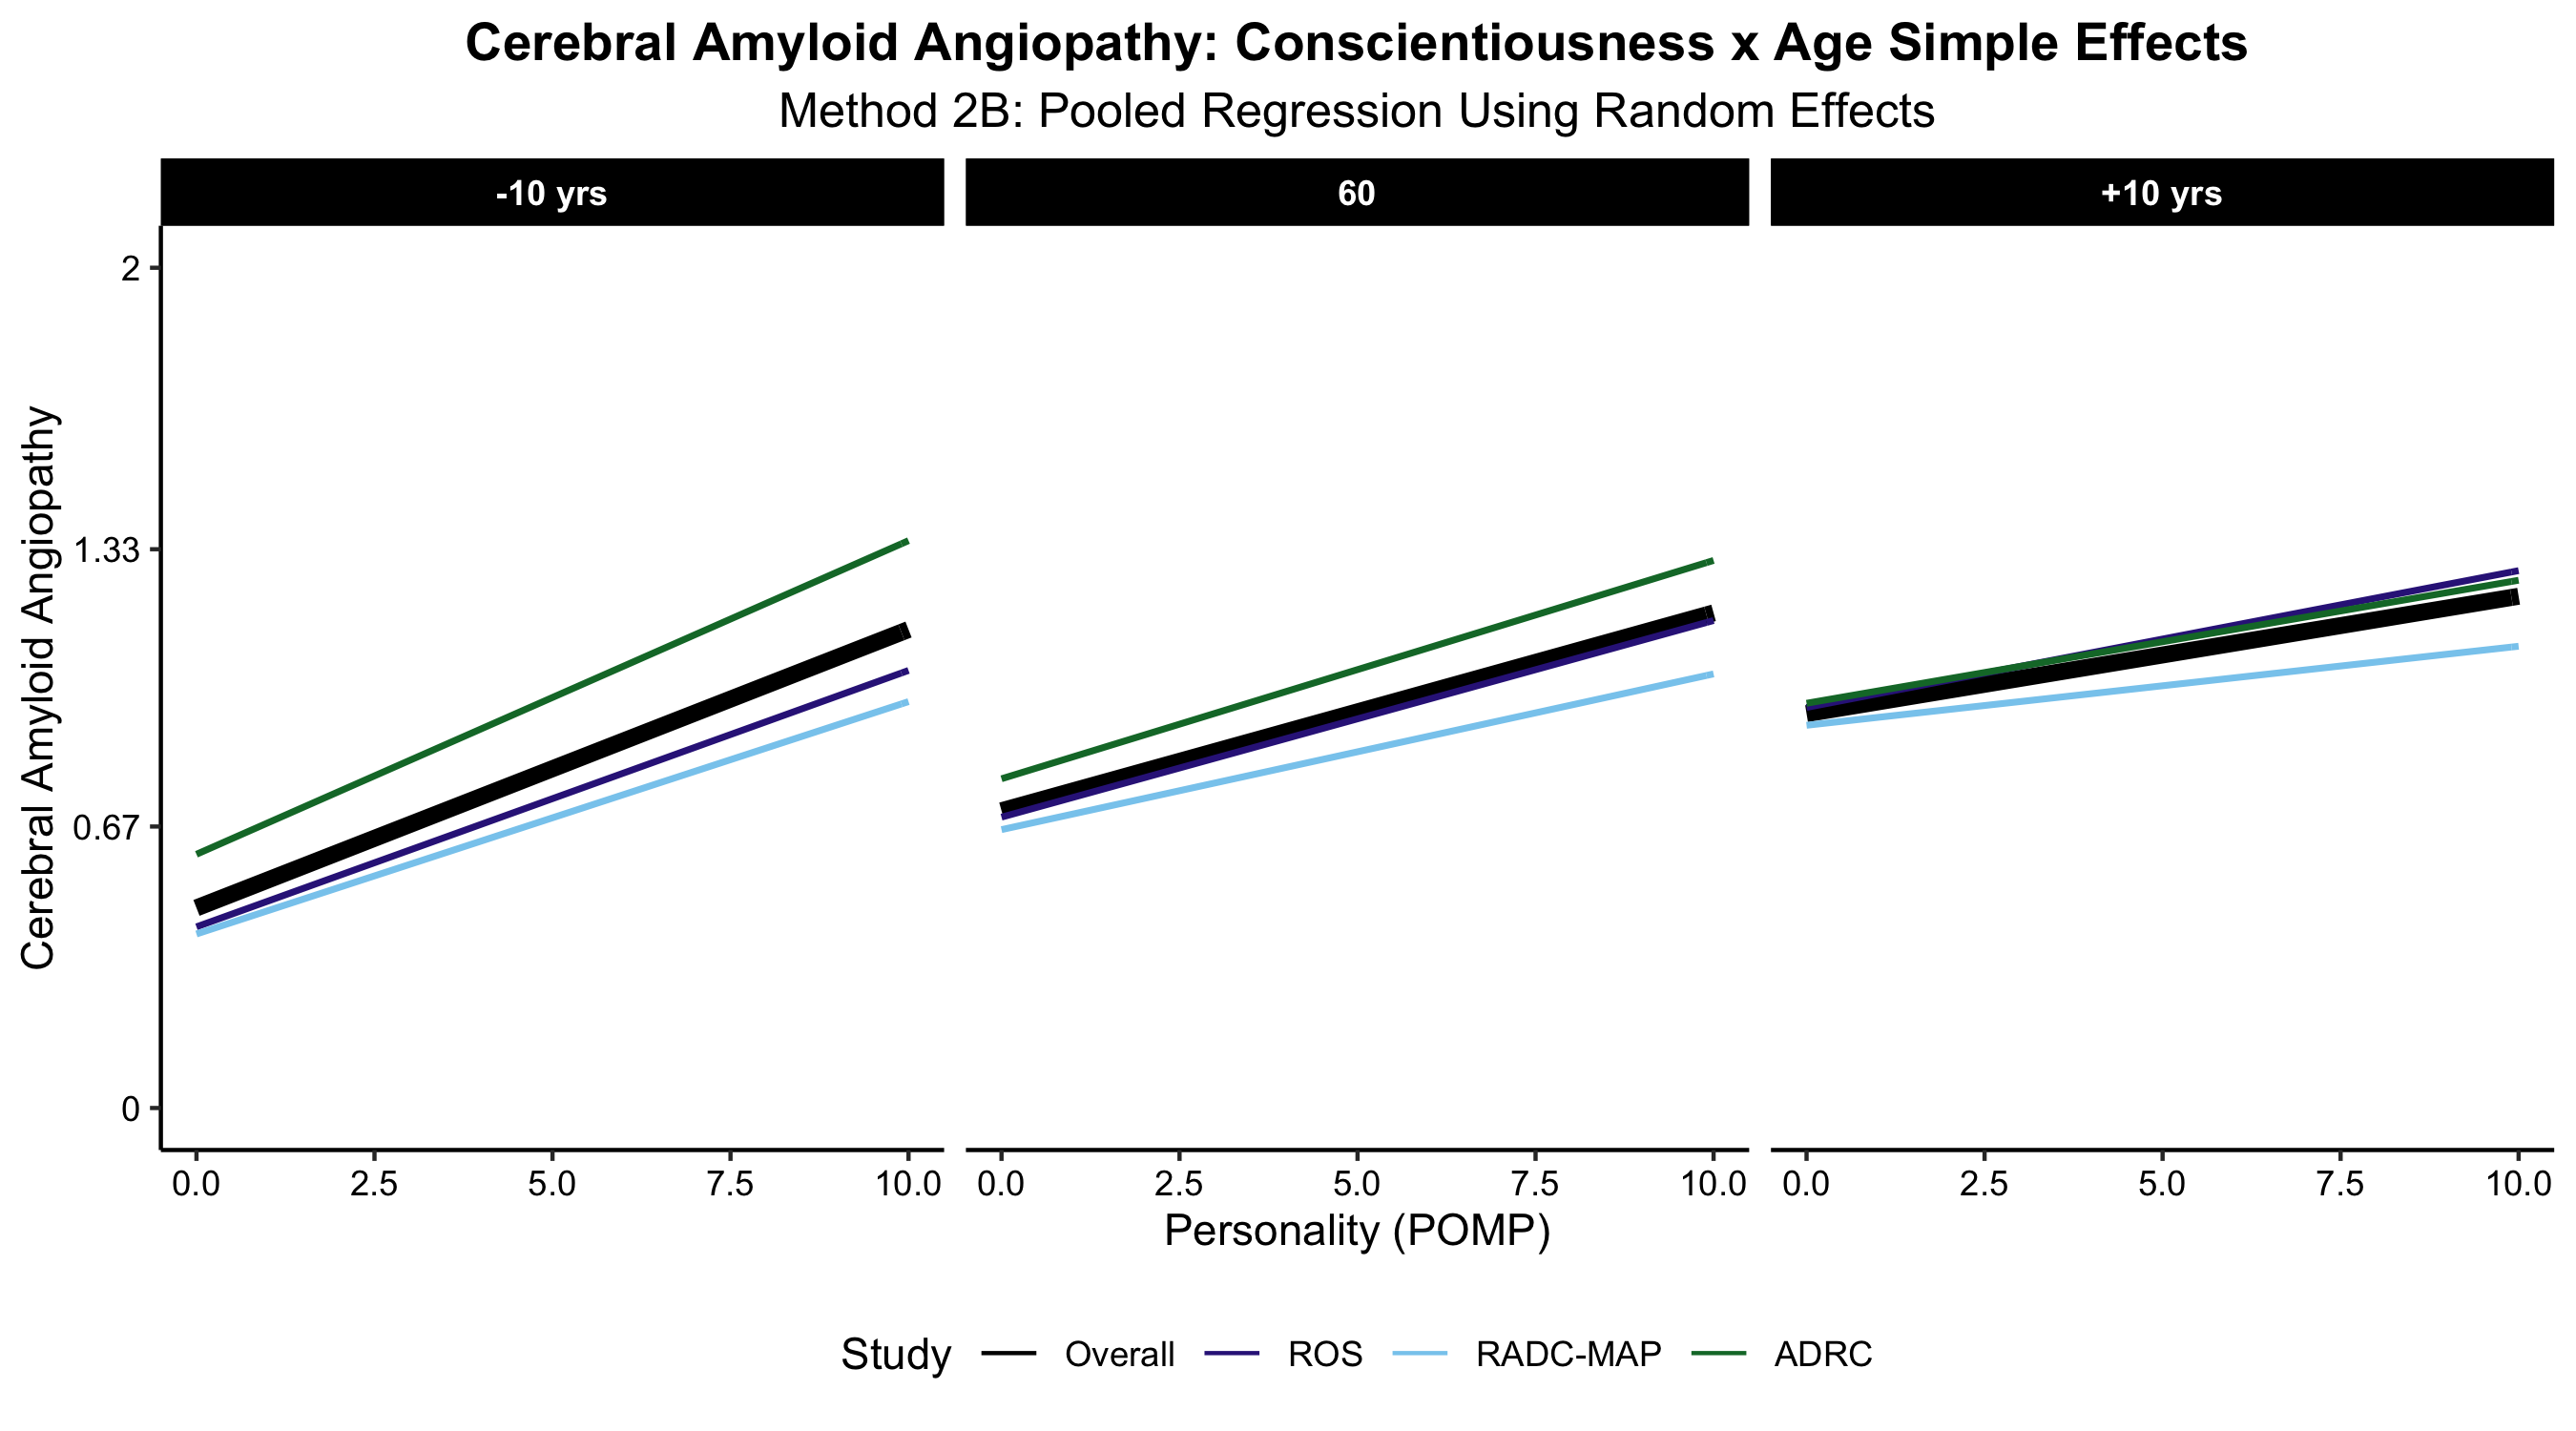 Cerebral Amyloid Angiopathy: Conscientiousness x Age Simple Effects
Method 2B: Pooled Regression Using Random Effects
-10 yrs
60
+10 yrs
Cerebral Amyloid Angiopathy
2
1.33
0.67
0
0.0 2.5 5.0 7.5 10.0
0.0 2.5 5.0 7.5 10.0
0.0 2.5 5.0 7.5 10.0
Personality (POMP)
Study Overall ROS RADC-MAP ADRC